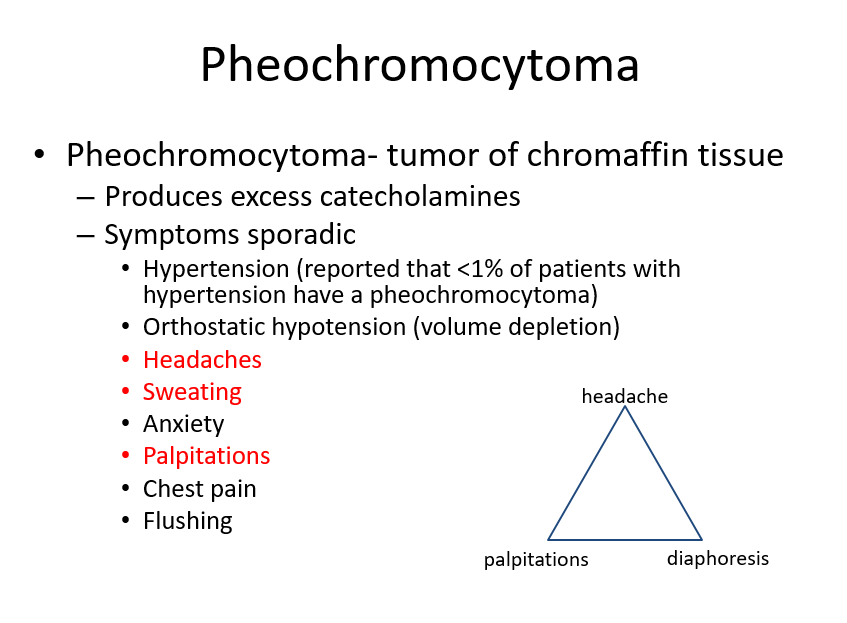 Pheochromocytoma
• Pheochromocytoma- tumor of chromaffin tissue
– Produces excess catecholamines
– Symptoms sporadic
• Hypertension (reported that <1% of patients with
hypertension have a pheochromocytoma)
• Orthostatic hypotension (volume depletion)
• Headaches
• Sweating
• Anxiety
• Palpitations
• Chest pain
• Flushing
headache
palpitations
diaphoresis